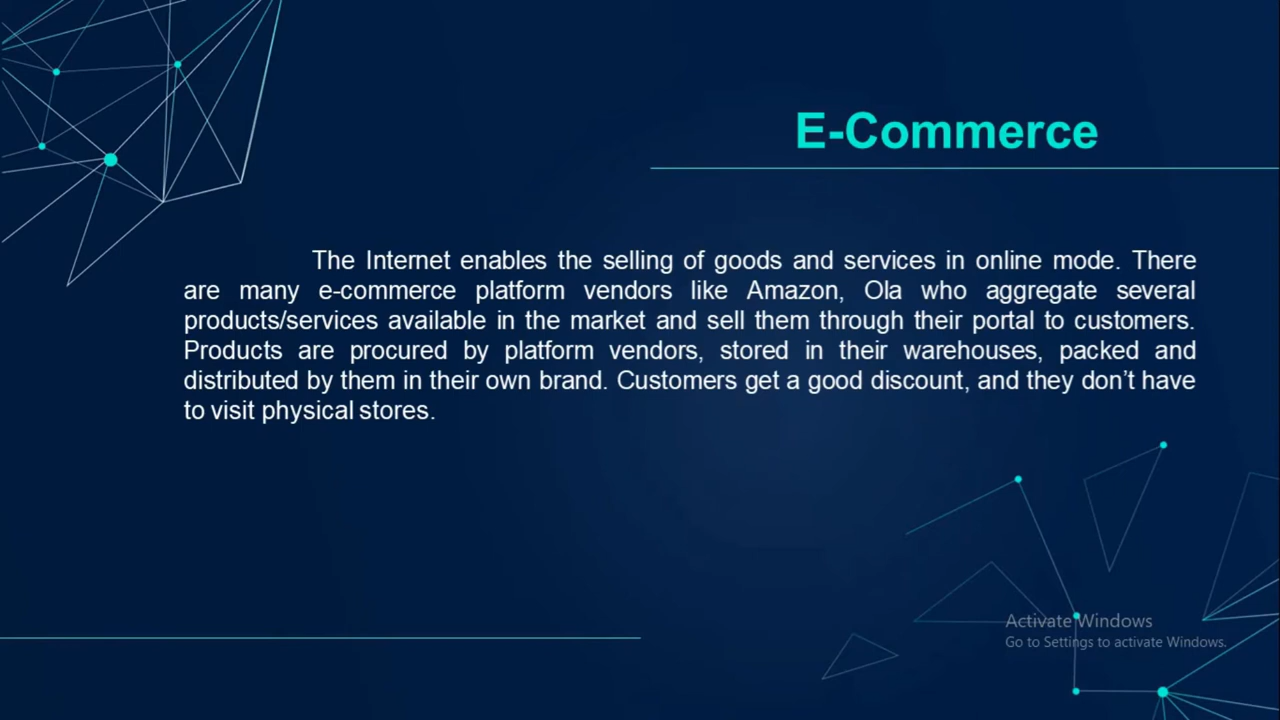 E-Commerce
The Internet enables the selling of goods and services in online mode. There
are many e-commerce platform vendors like Amazon, Ola who aggregate several
products/services available in the market and sell them through their portal to customers.
Products are procured by platform vendors, stored in their warehouses, packed and
distributed by them in their own brand. Customers get a good discount, and they don’t have
to visit physical stores.
Activate Windows
Go to Settings to activate Windows.